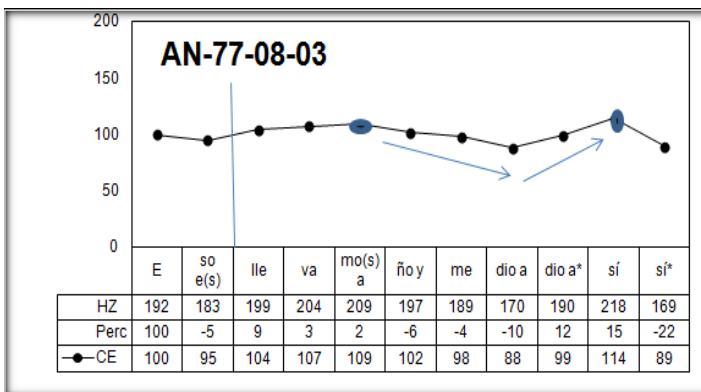 200
AN-77-08-03
150
100
50
0
E so e(s) lle va mo(s) a ño y me dio a dio a* sí sí*
HZ 192 183 199 204 209 197 189 170 190 218 169
Perc 100 -5 9 3 2 -6 -4 -10 12 15 -22
CE 100 95 104 107 109 102 98 88 99 114 89